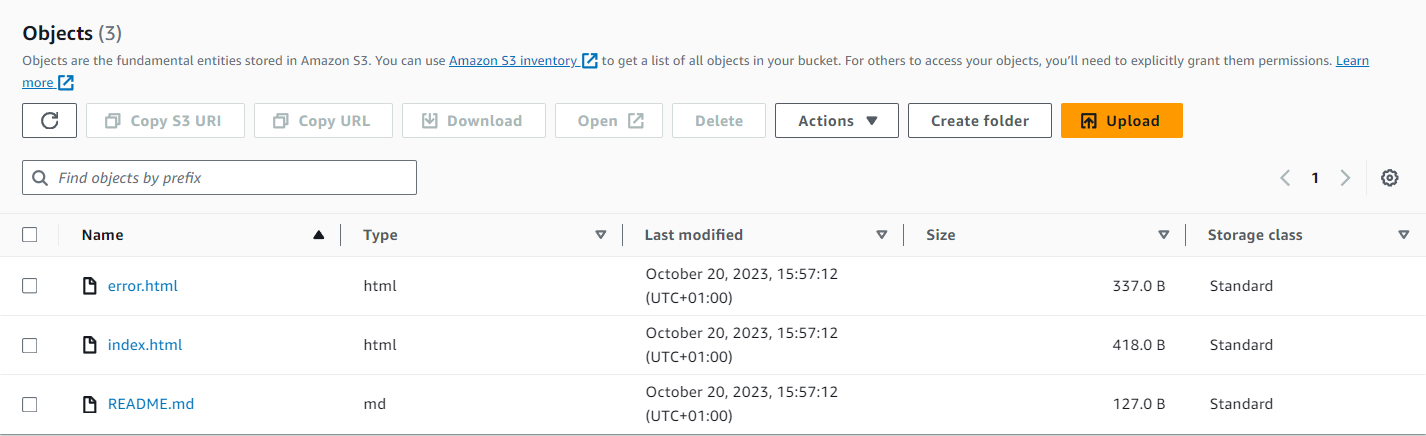 Objects (3)
Objects are the fundamental entities stored in Amazon S3. You can use Amazon S3 inventory to get a list of all objects in your bucket. For others to access your objects, you’ll need to explicitly grant them permissions. Learn
more
Copy S3 URI Copy URL Download Open Delete Actions Create folder Upload
Find objects by prefix 1
Name Type Last modified Size Storage class
error.html html October 20, 2023, 15:57:12 337.0 B Standard
(UTC+01:00)
index.html html October 20, 2023, 15:57:12 418.0 B Standard
(UTC+01:00)
README.md md October 20, 2023, 15:57:12 127.0 B Standard
(UTC+01:00)